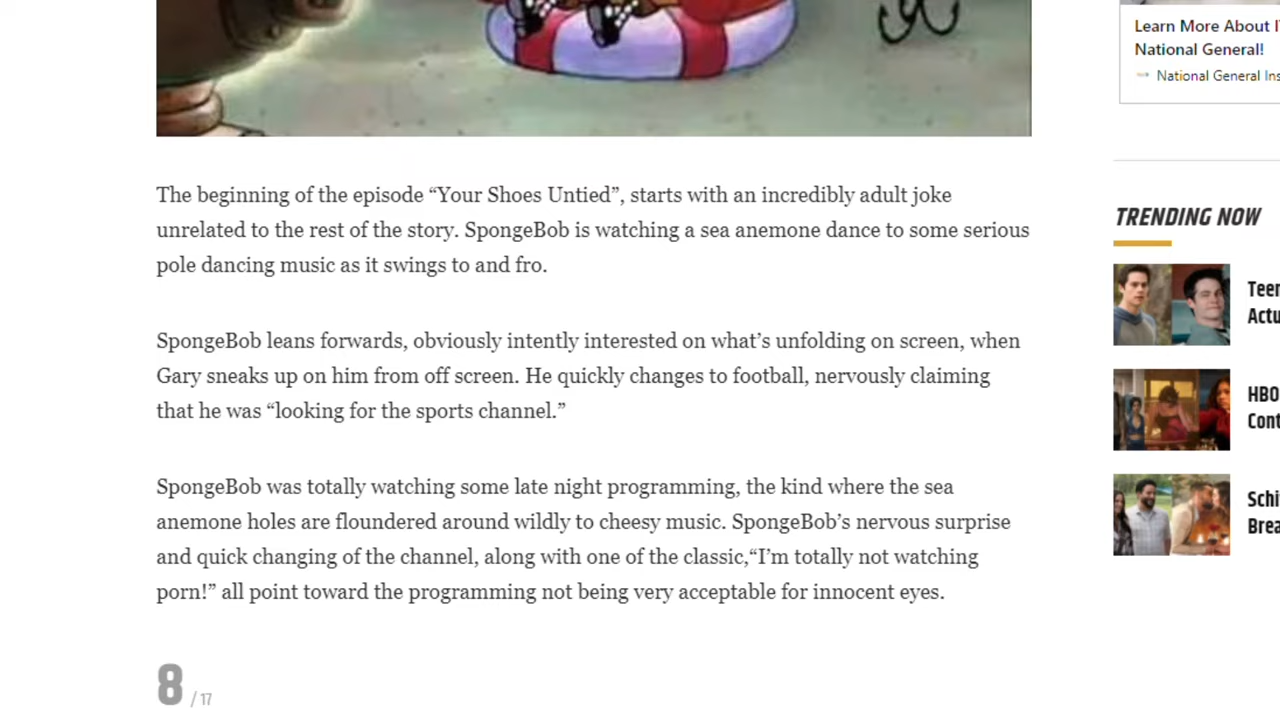 Learn More About
National General!
National General Ins
The beginning of the episode “Your Shoes Untied”, starts with an incredibly adult joke
unrelated to the rest of the story. SpongeBob is watching a sea anemone dance to some serious
pole dancing music as it swings to and fro.
SpongeBob leans forwards, obviously intently interested on what’s unfolding on screen, when
Gary sneaks up on him from off screen. He quickly changes to football, nervously claiming
that he was “looking for the sports channel.”
SpongeBob was totally watching some late night programming, the kind where the sea
anemone holes are floundered around wildly to cheesy music. SpongeBob’s nervous surprise
and quick changing of the channel, along with one of the classic,“I’m totally not watching
porn!” all point toward the programming not being very acceptable for innocent eyes.
8 / 17
TRENDING NOW
Teen
Actu
HBO
Cont
Schi
Brea